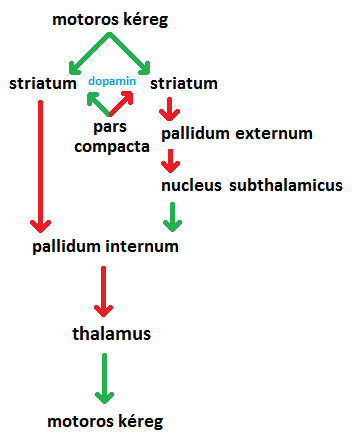 motoros kéreg
striatum dopamin striatum
pars
compacta
pallidum externum
nucleus subthalamicus
pallidum internum
thalamus
motoros kéreg